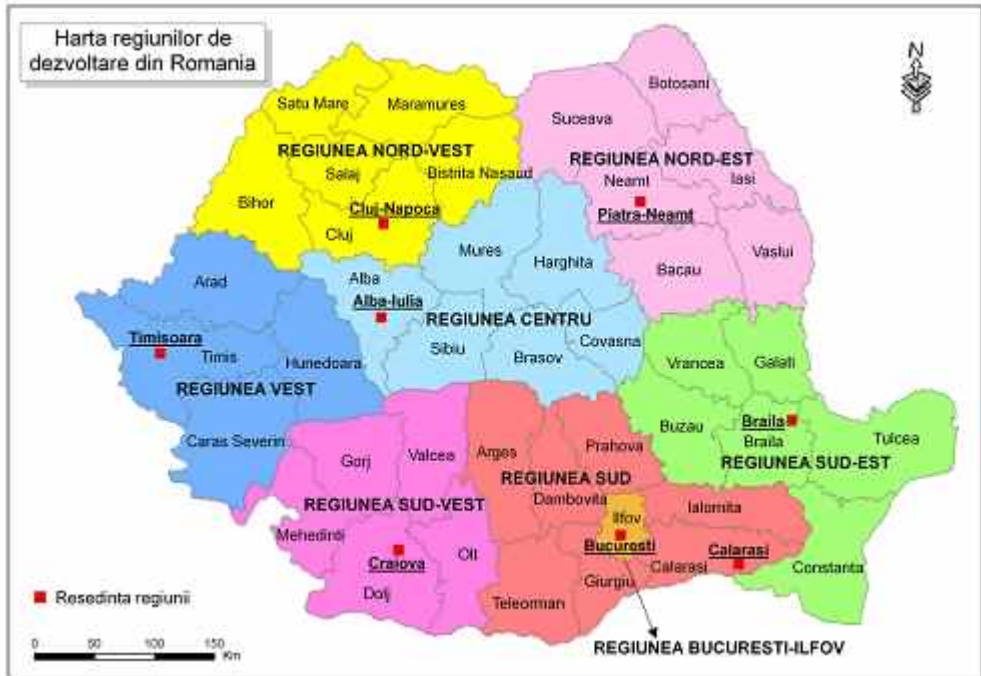 Harta regiunilor de
dezvoltare din Romania
N
Satu Mare
Maramures
REGIUNEA NORD-VEST
Salaj
Bistrita Nasaud
Bihor
Cluj-Napoca
Cluj
Botosani
Suceava
REGIUNEA NORD-EST
Neamt
Iasi
Piatra-Neamt
Vaslui
Bacau
Mures
Harghita
Alba
Alba-Iulia
REGIUNEA CENTRU
Sibiu
Brasov
Covasna
Arad
Timisoara
Timis
Hunedoara
REGIUNEA VEST
Caras Severin
Vrancea
Galati
Buzau
Braila
Braila
Tulcea
REGIUNEA SUD-EST
Constanta
Gorj
Valcea
REGIUNEA SUD-VEST
Mehedinti
Craiova
Olt
Dolj
Arges
Prahova
REGIUNEA SUD
Dambovita
Ialomita
Ilfov
Bucuresti
Calarasi
Calarasi
Giurgiu
Teleorman
REGIUNEA BUCURESTI-ILFOV
Resedinta regiunii
0 50 100 150
Km